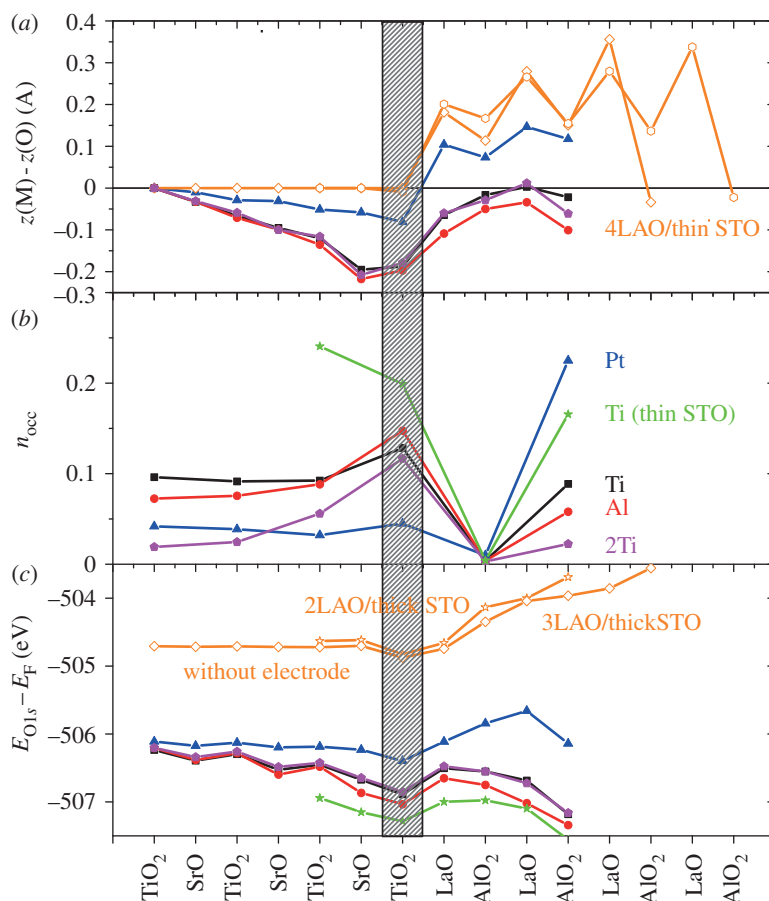 (a)
0.4
0.3
0.2
0.1
0
−0.1
−0.2
−0.3
z(M) - z(O) (A)
4LAO/thin STO
(b)
0.2
0.1
0
n_occ
Pt
Ti (thin STO)
Ti
Al
2Ti
(c)
−504
−505
−506
−507
E_O1s − E_F (eV)
2LAO/thick STO
3LAO/thickSTO
without electrode
TiO₂
SrO
TiO₂
SrO
TiO₂
SrO
TiO₂
LaO
AlO₂
LaO
AlO₂
LaO
AlO₂
LaO
AlO₂